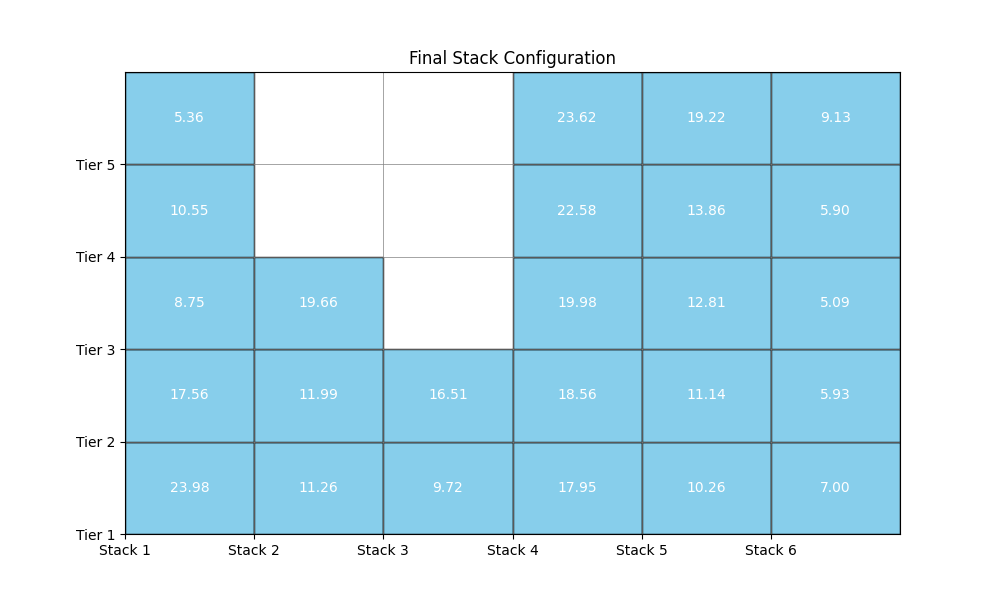 Final Stack Configuration
5.36 23.62 19.22 9.13
Tier 5
10.55 22.58 13.86 5.90
Tier 4
8.75 19.66 19.98 12.81 5.09
Tier 3
17.56 11.99 16.51 18.56 11.14 5.93
Tier 2
23.98 11.26 9.72 17.95 10.26 7.00
Tier 1
Stack 1 Stack 2 Stack 3 Stack 4 Stack 5 Stack 6